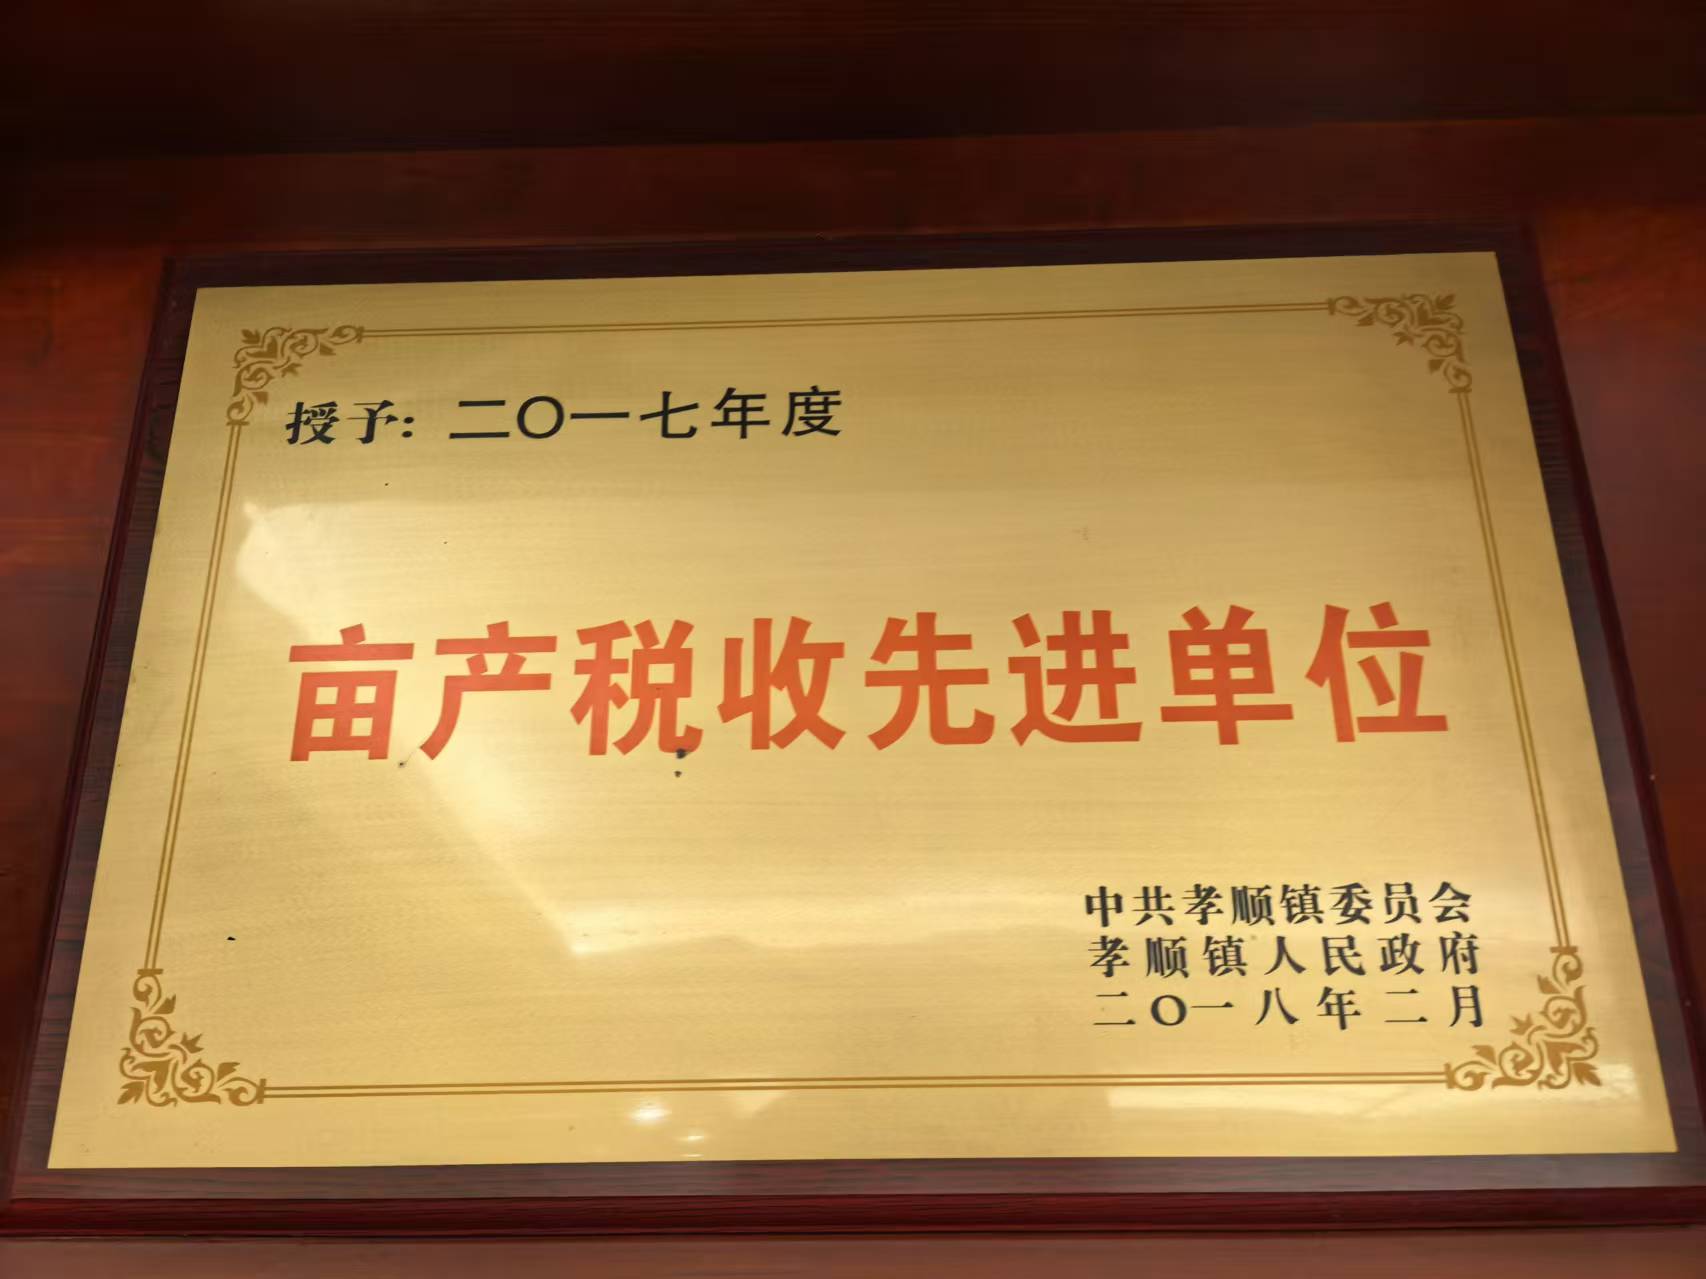 授予：二〇一七年度
亩产税收先进单位
中共孝顺镇委员会
孝顺镇人民政府
二〇一八年二月